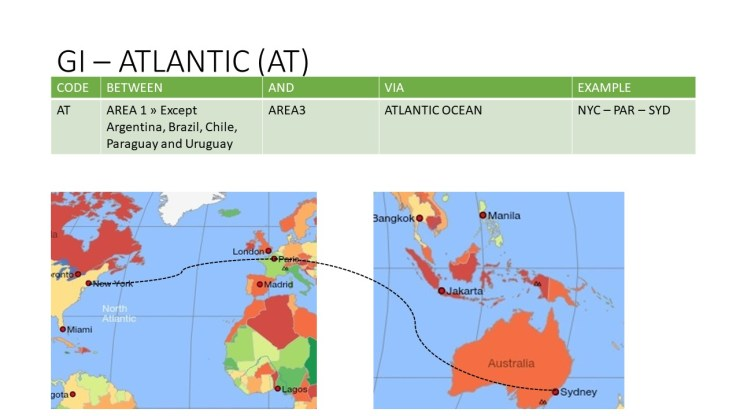 GI – ATLANTIC (AT)
CODE BETWEEN AND VIA EXAMPLE
AT AREA 1 » Except AREA3 ATLANTIC OCEAN NYC – PAR – SYD
Argentina, Brazil, Chile,
Paraguay and Uruguay
Bangkok
Manila
London
Paris
ronto
New York
Madrid
Jakarta
North
Atlantic
Miami
Australia
Lagos
Sydney
gota